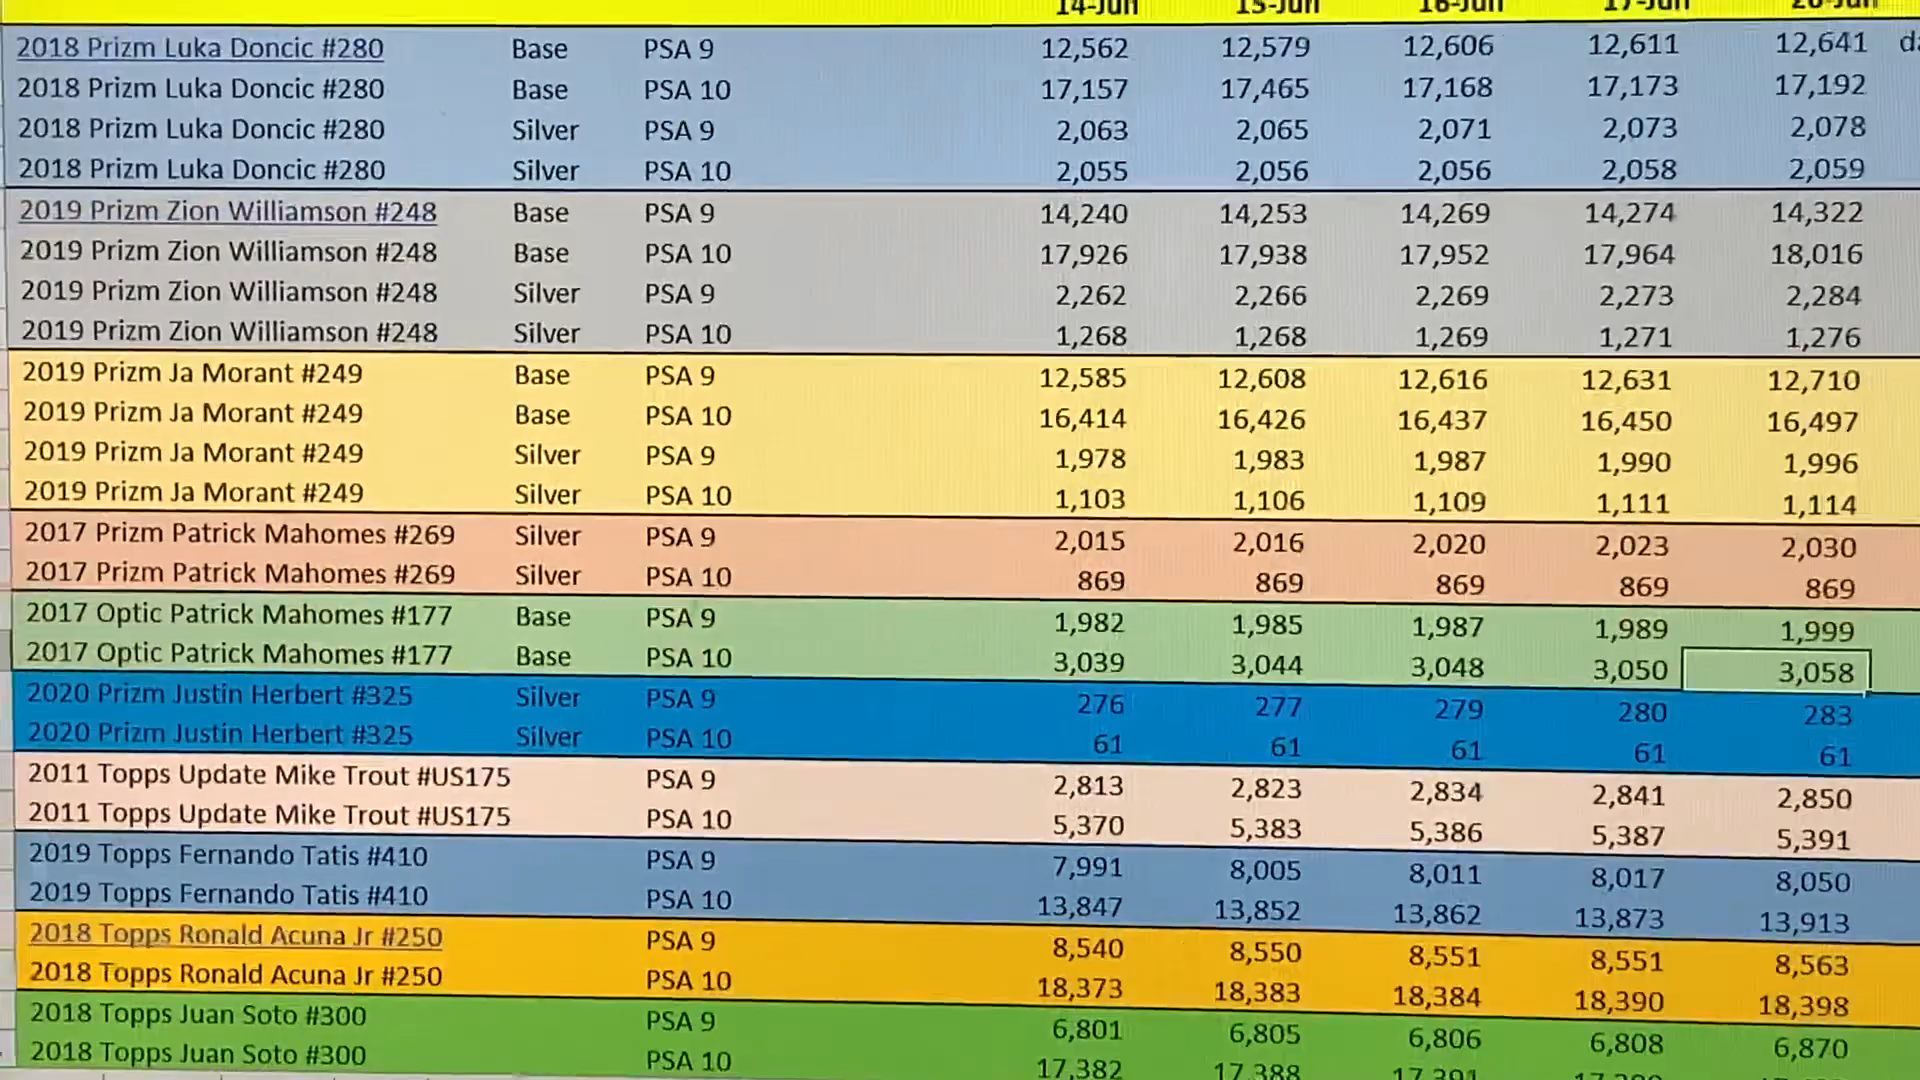 14-Jun 15-Jun 16-Jun 17-Jun 20-Jun
2018 Prizm Luka Doncic #280 Base PSA 9 12,562 12,579 12,606 12,611 12,641
2018 Prizm Luka Doncic #280 Base PSA 10 17,157 17,465 17,168 17,173 17,192
2018 Prizm Luka Doncic #280 Silver PSA 9 2,063 2,065 2,071 2,073 2,078
2018 Prizm Luka Doncic #280 Silver PSA 10 2,055 2,056 2,056 2,058 2,059
2019 Prizm Zion Williamson #248 Base PSA 9 14,240 14,253 14,269 14,274 14,322
2019 Prizm Zion Williamson #248 Base PSA 10 17,926 17,938 17,952 17,964 18,016
2019 Prizm Zion Williamson #248 Silver PSA 9 2,262 2,266 2,269 2,273 2,284
2019 Prizm Zion Williamson #248 Silver PSA 10 1,268 1,268 1,269 1,271 1,276
2019 Prizm Ja Morant #249 Base PSA 9 12,585 12,608 12,616 12,631 12,710
2019 Prizm Ja Morant #249 Base PSA 10 16,414 16,426 16,437 16,450 16,497
2019 Prizm Ja Morant #249 Silver PSA 9 1,978 1,983 1,987 1,990 1,996
2019 Prizm Ja Morant #249 Silver PSA 10 1,103 1,106 1,109 1,111 1,114
2017 Prizm Patrick Mahomes #269 Silver PSA 9 2,015 2,016 2,020 2,023 2,030
2017 Prizm Patrick Mahomes #269 Silver PSA 10 869 869 869 869 869
2017 Optic Patrick Mahomes #177 Base PSA 9 1,982 1,985 1,987 1,989 1,999
2017 Optic Patrick Mahomes #177 Base PSA 10 3,039 3,044 3,048 3,050 3,058
2020 Prizm Justin Herbert #325 Silver PSA 9 276 277 279 280 283
2020 Prizm Justin Herbert #325 Silver PSA 10 61 61 61 61 61
2011 Topps Update Mike Trout #US175 PSA 9 2,813 2,823 2,834 2,841 2,850
2011 Topps Update Mike Trout #US175 PSA 10 5,370 5,383 5,386 5,387 5,391
2019 Topps Fernando Tatis #410 PSA 9 7,991 8,005 8,011 8,017 8,050
2019 Topps Fernando Tatis #410 PSA 10 13,847 13,852 13,862 13,873 13,913
2018 Topps Ronald Acuna Jr #250 PSA 9 8,540 8,550 8,551 8,551 8,563
2018 Topps Ronald Acuna Jr #250 PSA 10 18,373 18,383 18,384 18,390 18,398
2018 Topps Juan Soto #300 PSA 9 6,801 6,805 6,806 6,808 6,870
2018 Topps Juan Soto #300 PSA 10 17,382 17,388 17,391